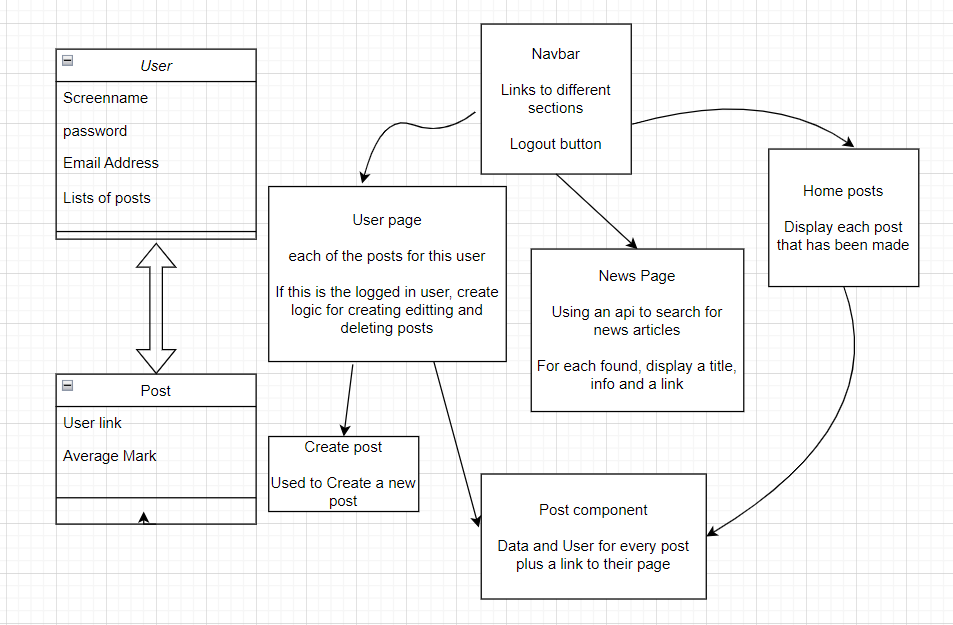 User
Screenname
password
Email Address
Lists of posts
Post
User link
Average Mark
Navbar
Links to different
sections
Logout button
User page
each of the posts for this user
If this is the logged in user, create
logic for creating editting and
deleting posts
Create post
Used to Create a new
post
News Page
Using an api to search for
news articles
For each found, display a title,
info and a link
Home posts
Display each post
that has been made
Post component
Data and User for every post
plus a link to their page